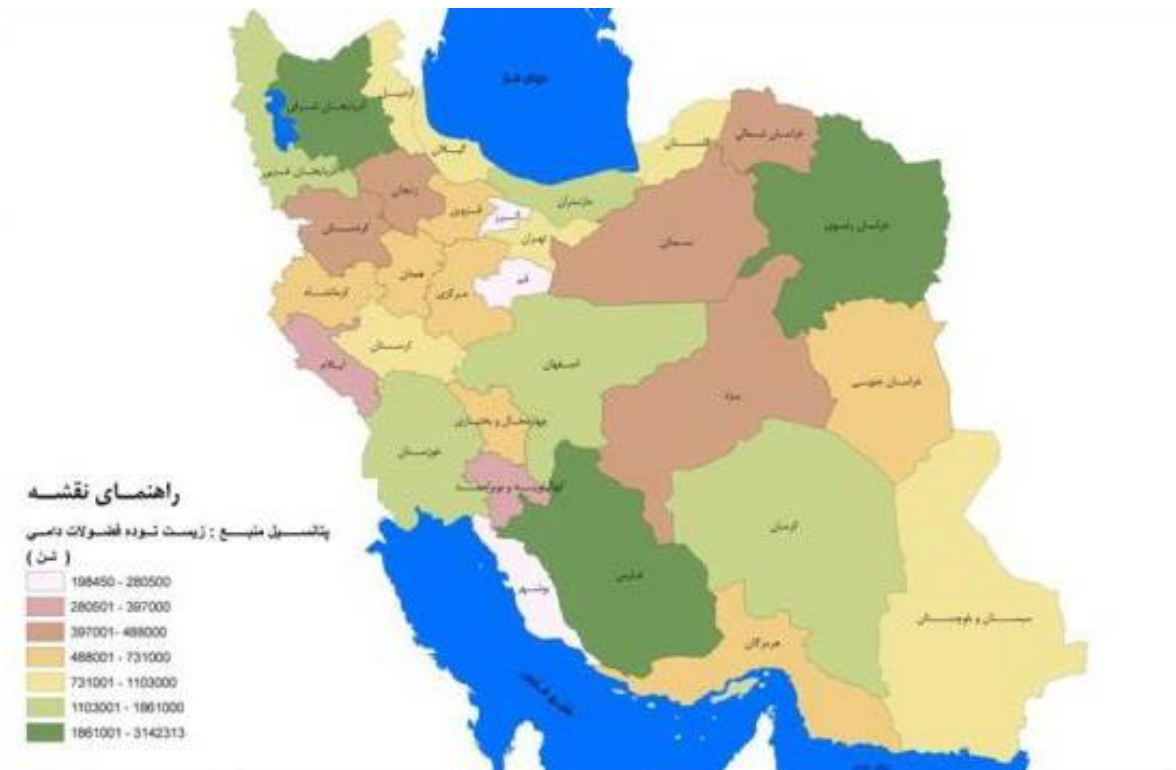 دریای خزر
آذربایجان شرقی
اردبیل
گیلان
آذربایجان غربی
زنجان
گلستان
خراسان شمالی
مازندران
قزوین
البرز
تهران
کردستان
سمنان
خراسان رضوی
همدان
قم
مرکزی
کرمانشاه
لرستان
ایلام
اصفهان
یزد
خراسان جنوبی
چهارمحال و بختیاری
خوزستان
کهگیلویه و بویراحمد
کرمان
فارس
بوشهر
هرمزگان
سیستان و بلوچستان
خلیج فارس
راهنمای نقشه
پتانسیل منبع : زیست توده فضولات دامی
( تن )
198450 - 280500
280501 - 397000
397001- 488000
488001 - 731000
731001 - 1103000
1103001 - 1861000
1861001 - 3142313